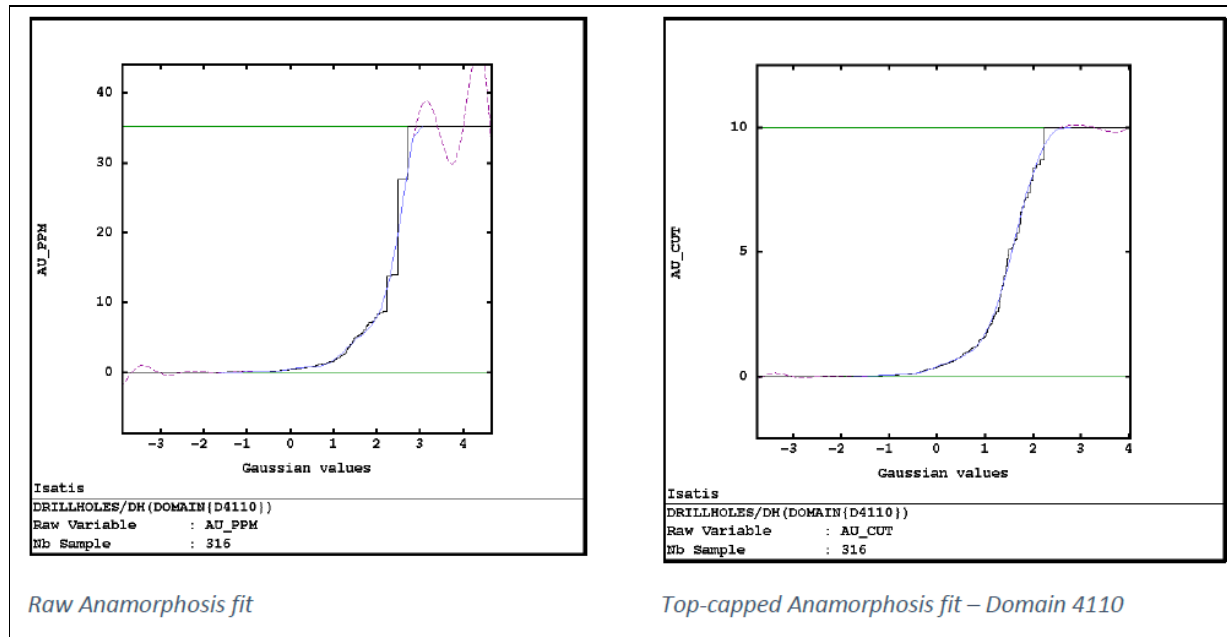 40
30
20
10
0
AU_PPM
-3 -2 -1 0 1 2 3 4
Gaussian values
Isatis
DRILLHOLES/DH(DOMAIN{D4110})
Raw Variable : AU_PPM
Nb Sample : 316
Raw Anamorphosis fit
10
5
0
AU_CUT
-3 -2 -1 0 1 2 3 4
Gaussian values
Isatis
DRILLHOLES/DH(DOMAIN{D4110})
Raw Variable : AU_CUT
Nb Sample : 316
Top-capped Anamorphosis fit – Domain 4110